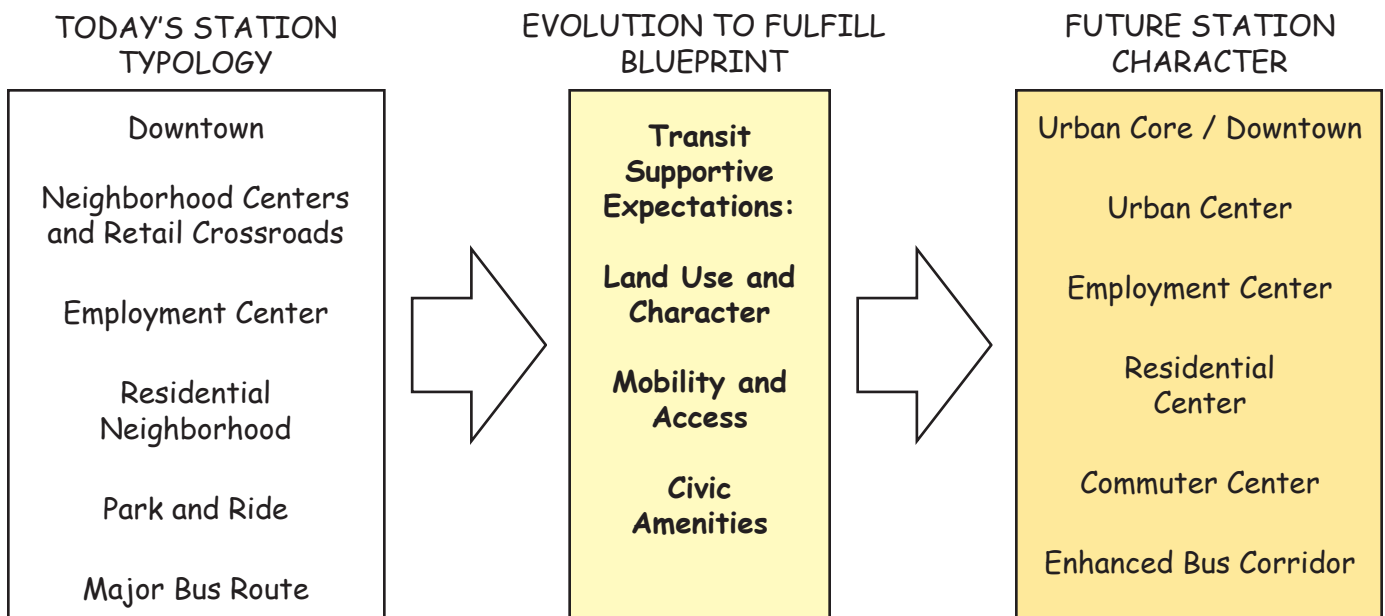 TODAY'S STATION
TYPOLOGY
Downtown
Neighborhood Centers
and Retail Crossroads
Employment Center
Residential
Neighborhood
Park and Ride
Major Bus Route
EVOLUTION TO FULFILL
BLUEPRINT
Transit
Supportive
Expectations:
Land Use and
Character
Mobility and
Access
Civic
Amenities
FUTURE STATION
CHARACTER
Urban Core / Downtown
Urban Center
Employment Center
Residential
Center
Commuter Center
Enhanced Bus Corridor